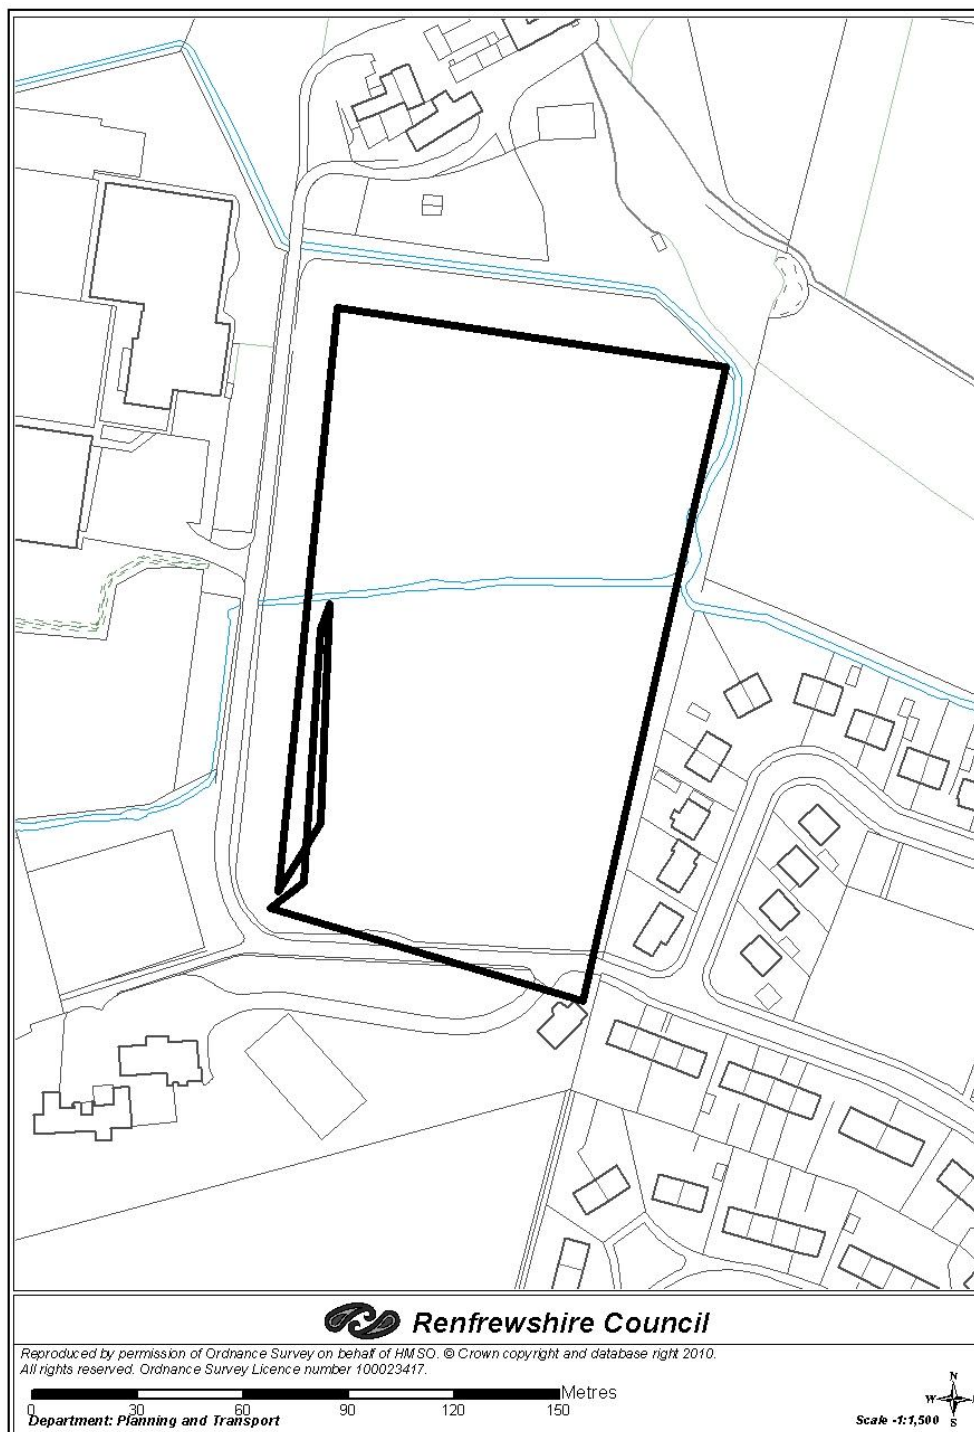 Renfrewshire Council
Reproduced by permission of Ordnance Survey on behalf of HMSO. © Crown copyright and database right 2010.
All rights reserved. Ordnance Survey Licence number 100023417.
Metres
0 30 60 90 120 150
Department: Planning and Transport
N
W
S
Scale -1:1,500